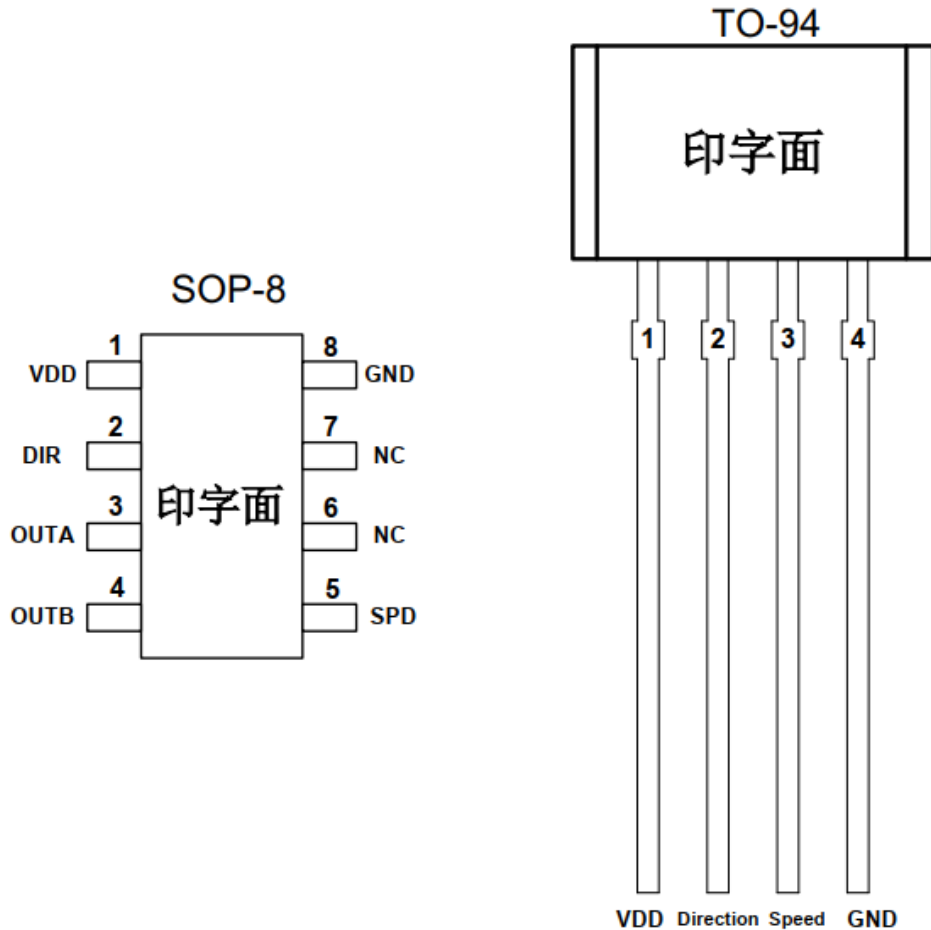 TO-94
印字面
1 2 3 4
VDD Direction Speed GND
SOP-8
1 8
VDD GND
2 7
DIR NC
印字面
3 6
OUTA NC
4 5
OUTB SPD